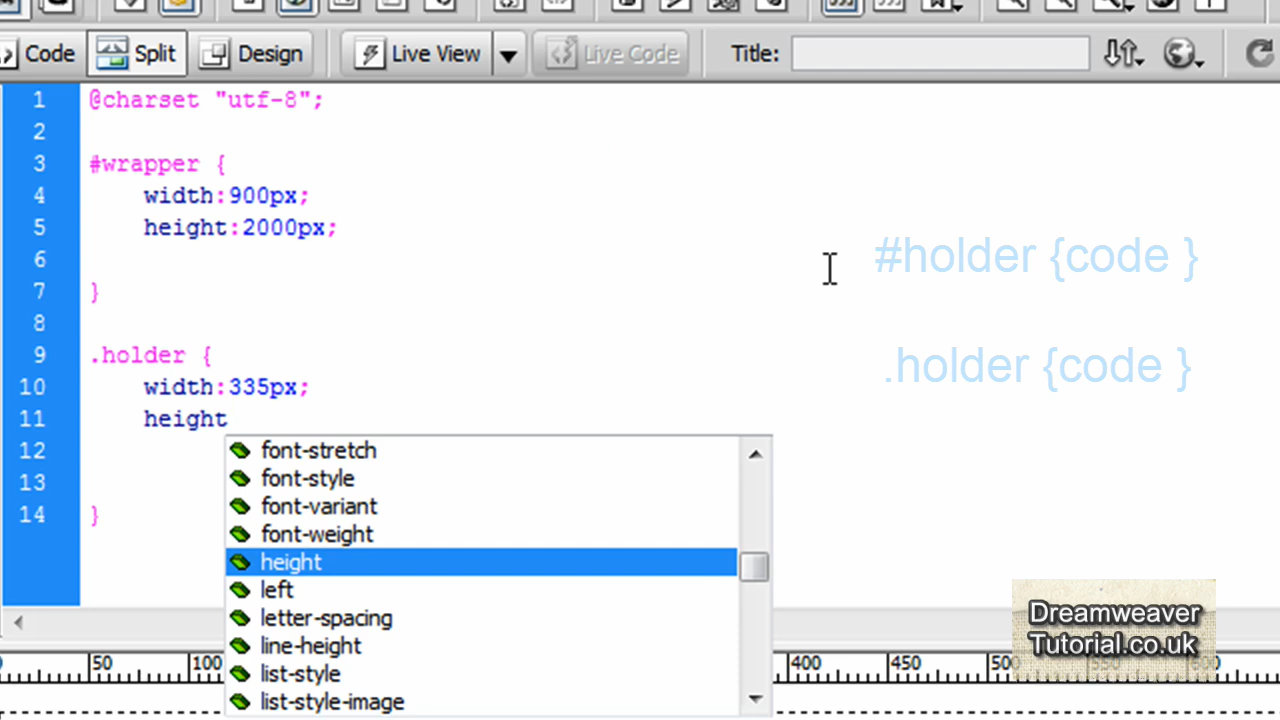 Code Split Design Live View Live Code Title:
1 @charset "utf-8";
2
3 #wrapper {
4 width:900px;
5 height:2000px;
6
7 }
8
9 .holder {
10 width:335px;
11 height
12
13
14 }
#holder {code }
.holder {code }
font-stretch
font-style
font-variant
font-weight
height
left
letter-spacing
line-height
list-style
list-style-image
Dreamweaver
Tutorial.co.uk
50 100 400 450 500 550 600